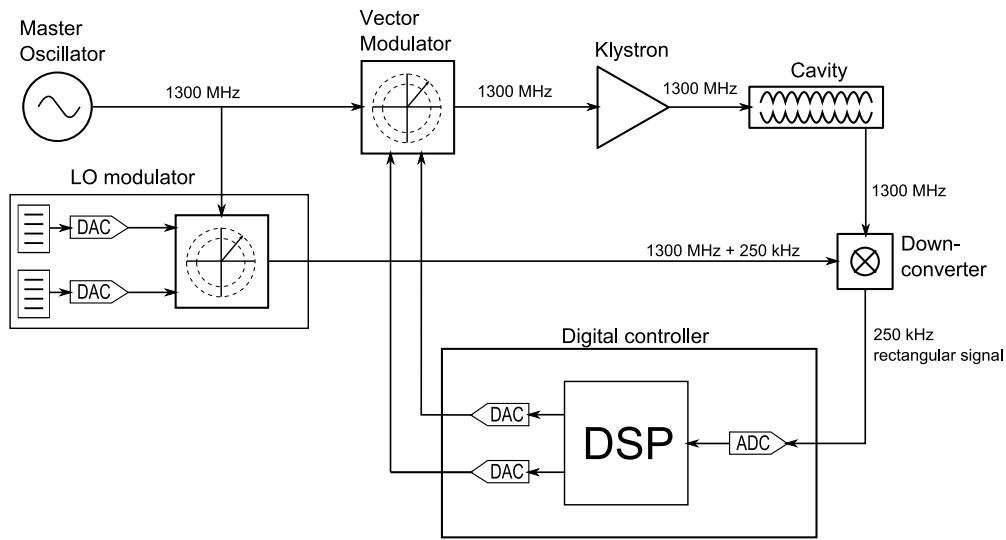 Master
Oscillator
Vector
Modulator
Klystron
Cavity
1300 MHz
1300 MHz
1300 MHz
1300 MHz
LO modulator
DAC
DAC
1300 MHz + 250 kHz
Down-
converter
250 kHz
rectangular signal
Digital controller
DAC
DAC
DSP
ADC